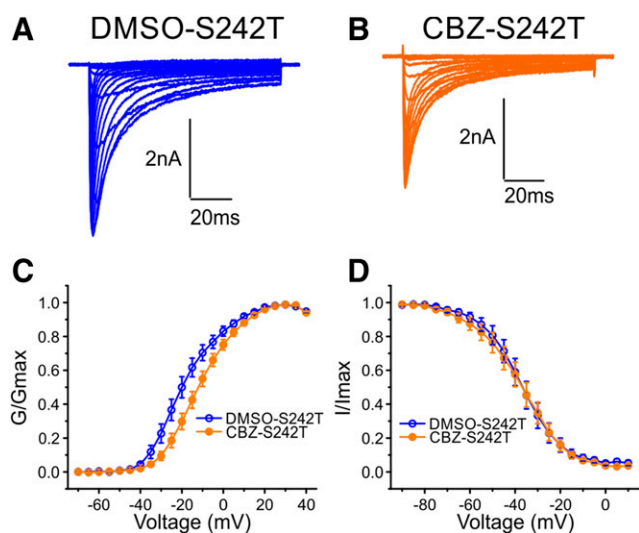 A DMSO-S242T
B CBZ-S242T
2nA
20ms
2nA
20ms
C
G/Gmax
1.0
0.8
0.6
0.4
0.2
0.0
DMSO-S242T
CBZ-S242T
-60 -40 -20 0 20 40
Voltage (mV)
D
I/Imax
1.0
0.8
0.6
0.4
0.2
0.0
DMSO-S242T
CBZ-S242T
-80 -60 -40 -20 0
Voltage (mV)